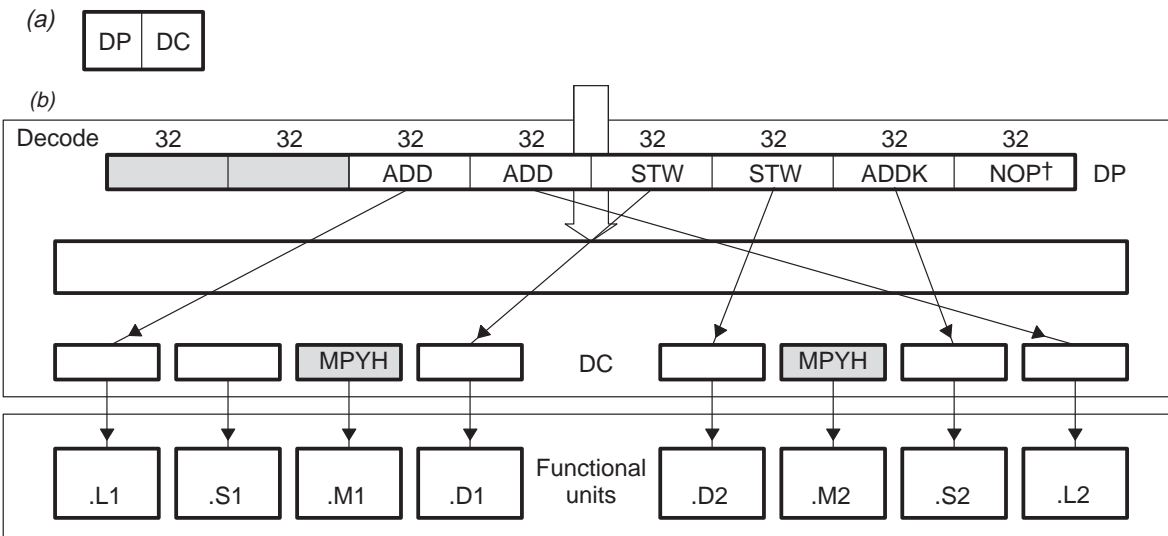 (a)
DP DC
(b)
Decode 32 32 32 32 32 32 32 32
ADD ADD STW STW ADDK NOP† DP
MPYH DC MPYH
Functional
units
.L1 .S1 .M1 .D1 .D2 .M2 .S2 .L2